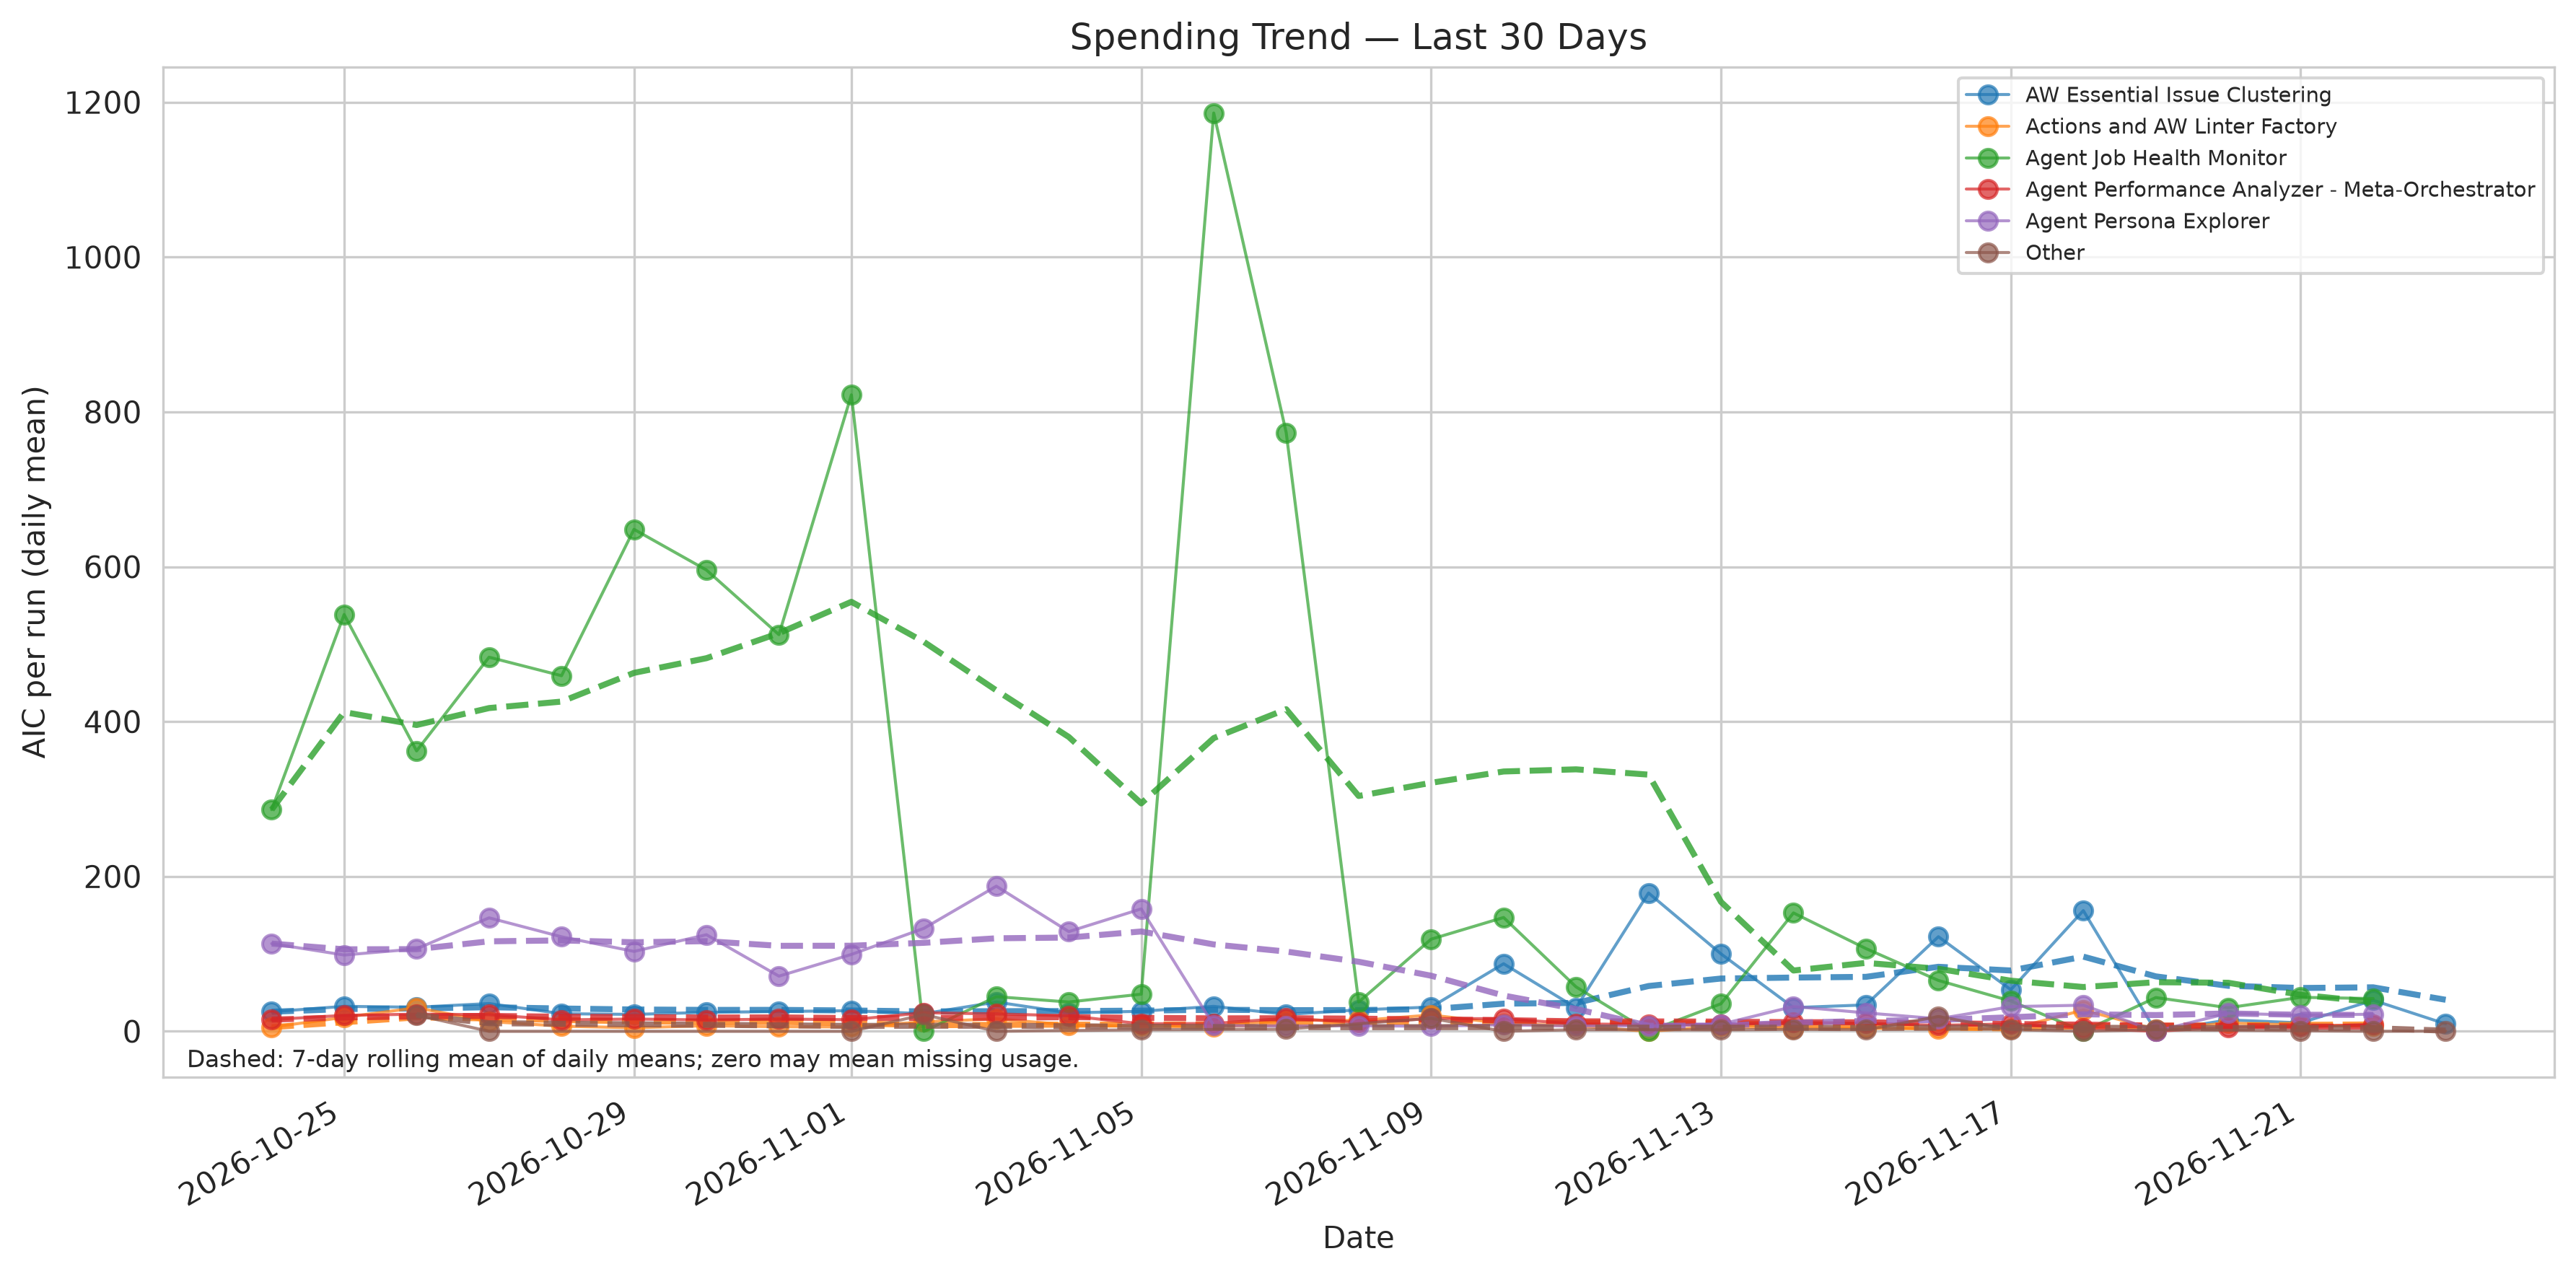 Spending Trend — Last 30 Days
AIC per run (daily mean)
1200
1000
800
600
400
200
0
AW Essential Issue Clustering
Actions and AW Linter Factory
Agent Job Health Monitor
Agent Performance Analyzer - Meta-Orchestrator
Agent Persona Explorer
Other
Dashed: 7-day rolling mean of daily means; zero may mean missing usage.
2026-10-25
2026-10-29
2026-11-01
2026-11-05
2026-11-09
2026-11-13
2026-11-17
2026-11-21
Date